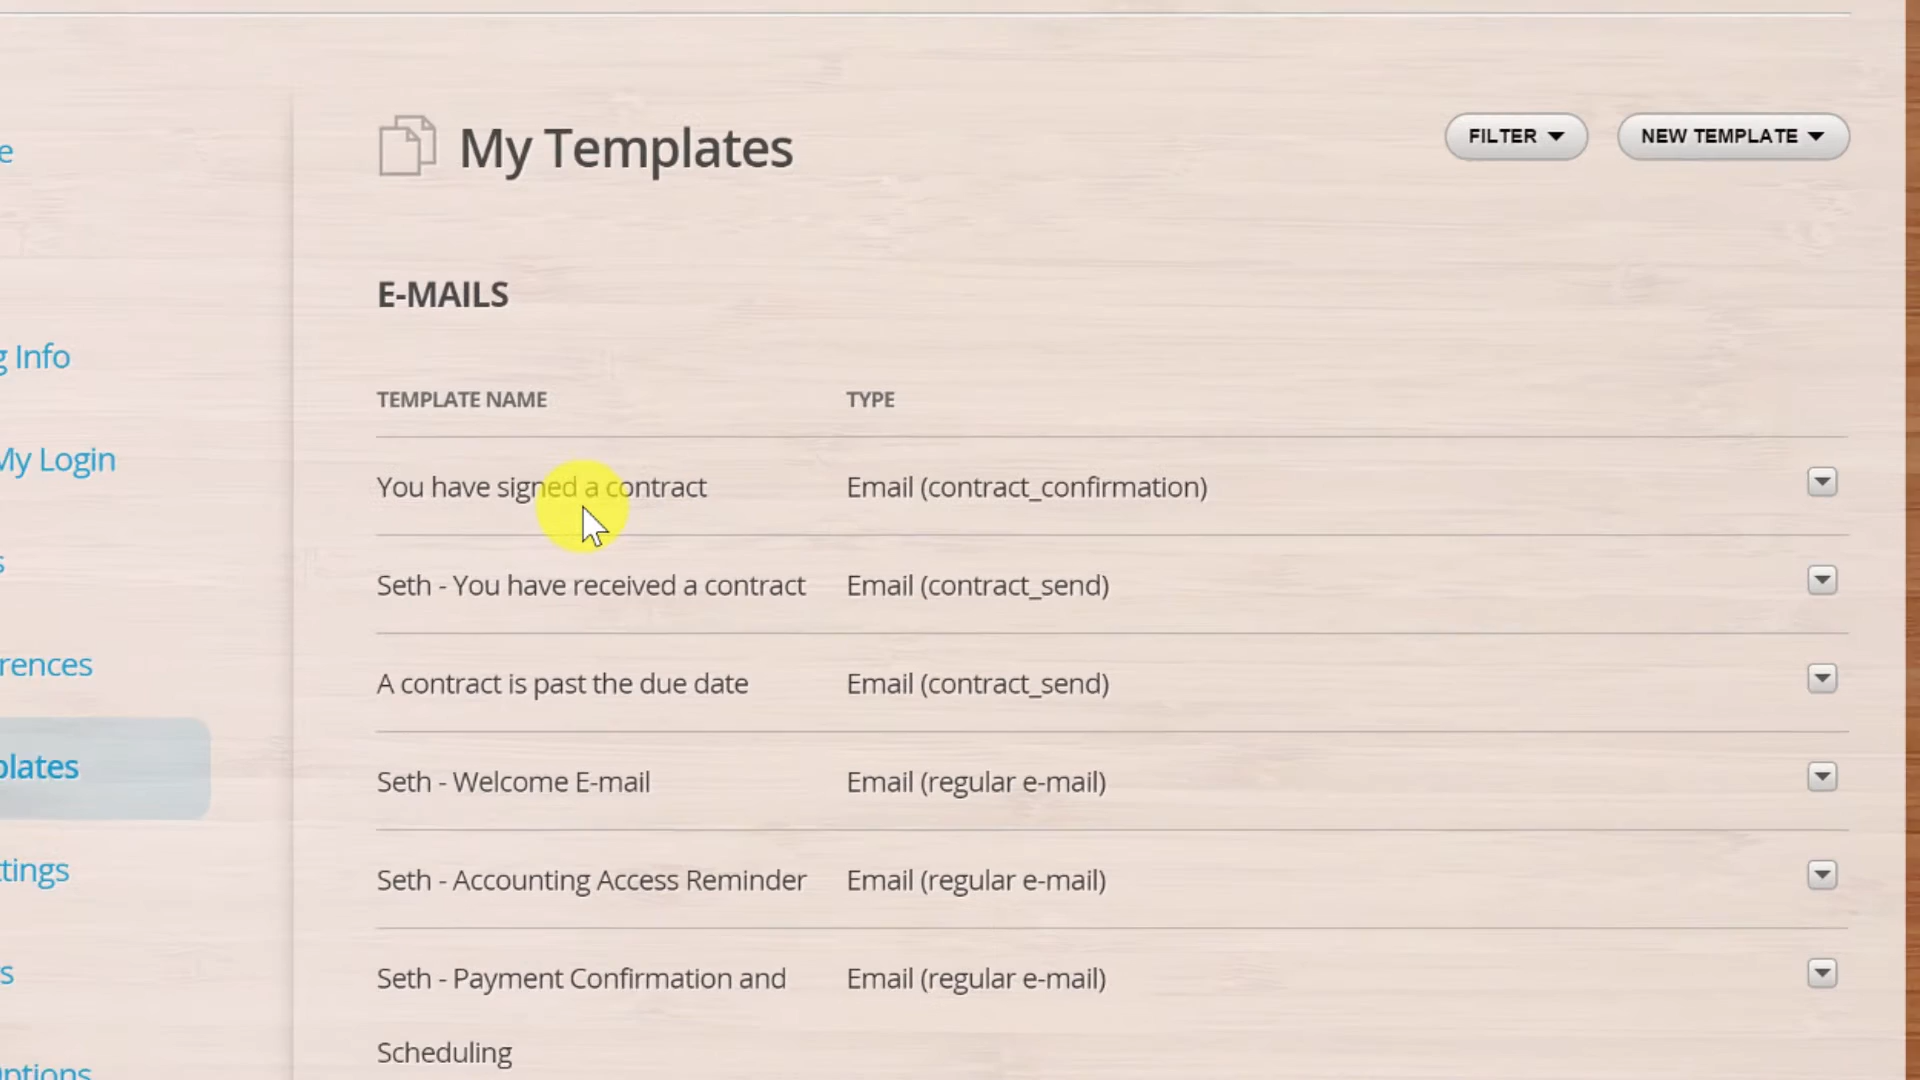 My Templates
FILTER
NEW TEMPLATE
E-MAILS
Info
TEMPLATE NAME
TYPE
My Login
You have signed a contract
Email (contract_confirmation)
Seth - You have received a contract
Email (contract_send)
A contract is past the due date
Email (contract_send)
rences
Seth - Welcome E-mail
Email (regular e-mail)
plates
Seth - Accounting Access Reminder
Email (regular e-mail)
ttings
Seth - Payment Confirmation and
Scheduling
Email (regular e-mail)